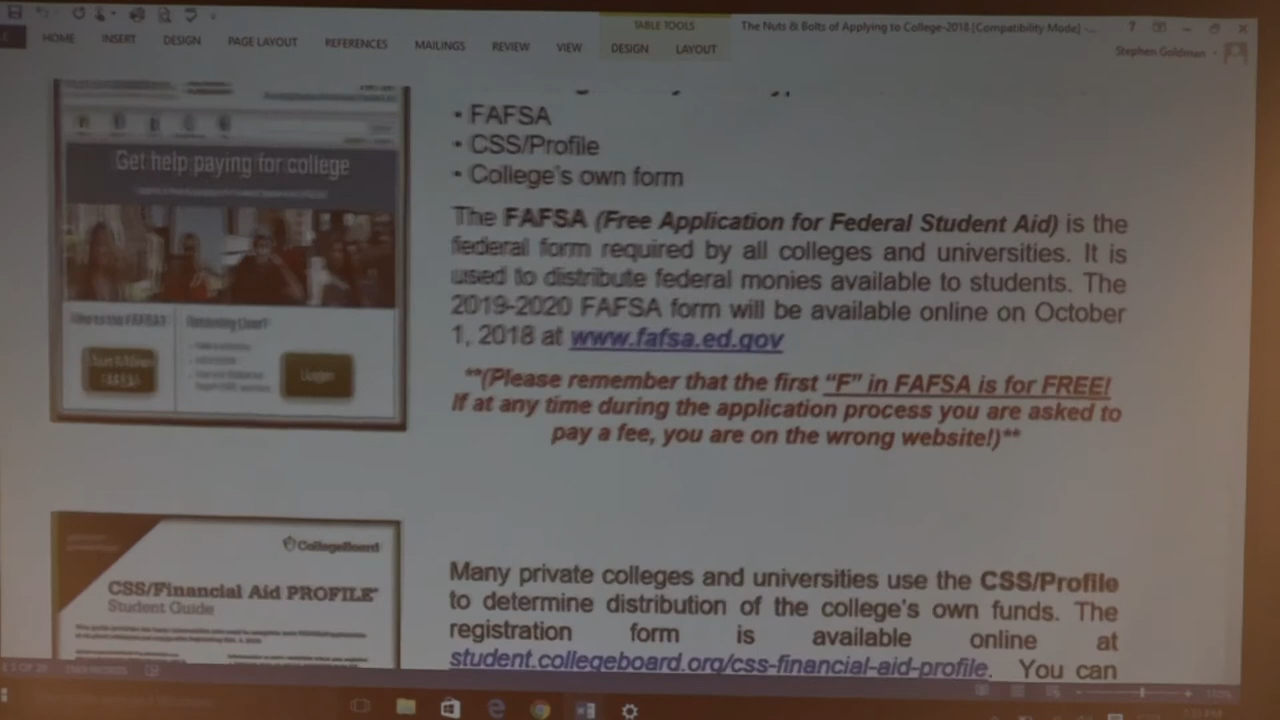 TABLE TOOLS
The Nuts & Bolts of Applying to College-2018 [Compatibility Mode] -
HOME INSERT DESIGN PAGE LAYOUT REFERENCES MAILINGS REVIEW VIEW DESIGN LAYOUT
Stephen Goldman
Get help paying for college
Login
CollegeBoard
CSS/Financial Aid PROFILE
Student Guide
• FAFSA
• CSS/Profile
• College's own form
The FAFSA (Free Application for Federal Student Aid) is the
federal form required by all colleges and universities. It is
used to distribute federal monies available to students. The
2019-2020 FAFSA form will be available online on October
1, 2018 at www.fafsa.ed.gov
**(Please remember that the first “F” in FAFSA is for FREE!
If at any time during the application process you are asked to
pay a fee, you are on the wrong website!)**
Many private colleges and universities use the CSS/Profile
to determine distribution of the college's own funds. The
registration form is available online at
student.collegeboard.org/css-financial-aid-profile. You can